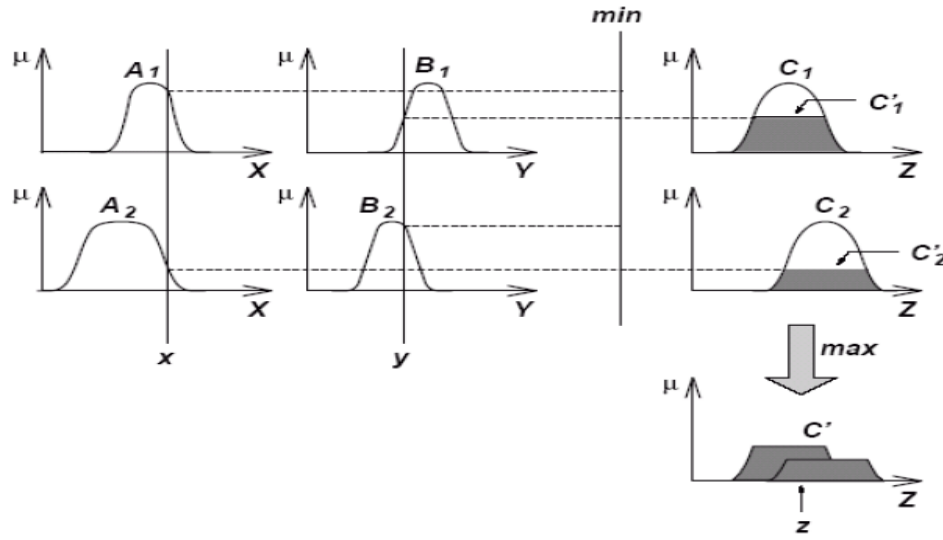 min
μ A₁ X
μ B₁ Y
μ C₁ C'₁ Z
μ A₂ X
μ B₂ Y
μ C₂ C'₂ Z
x
y
max
μ C' Z
z